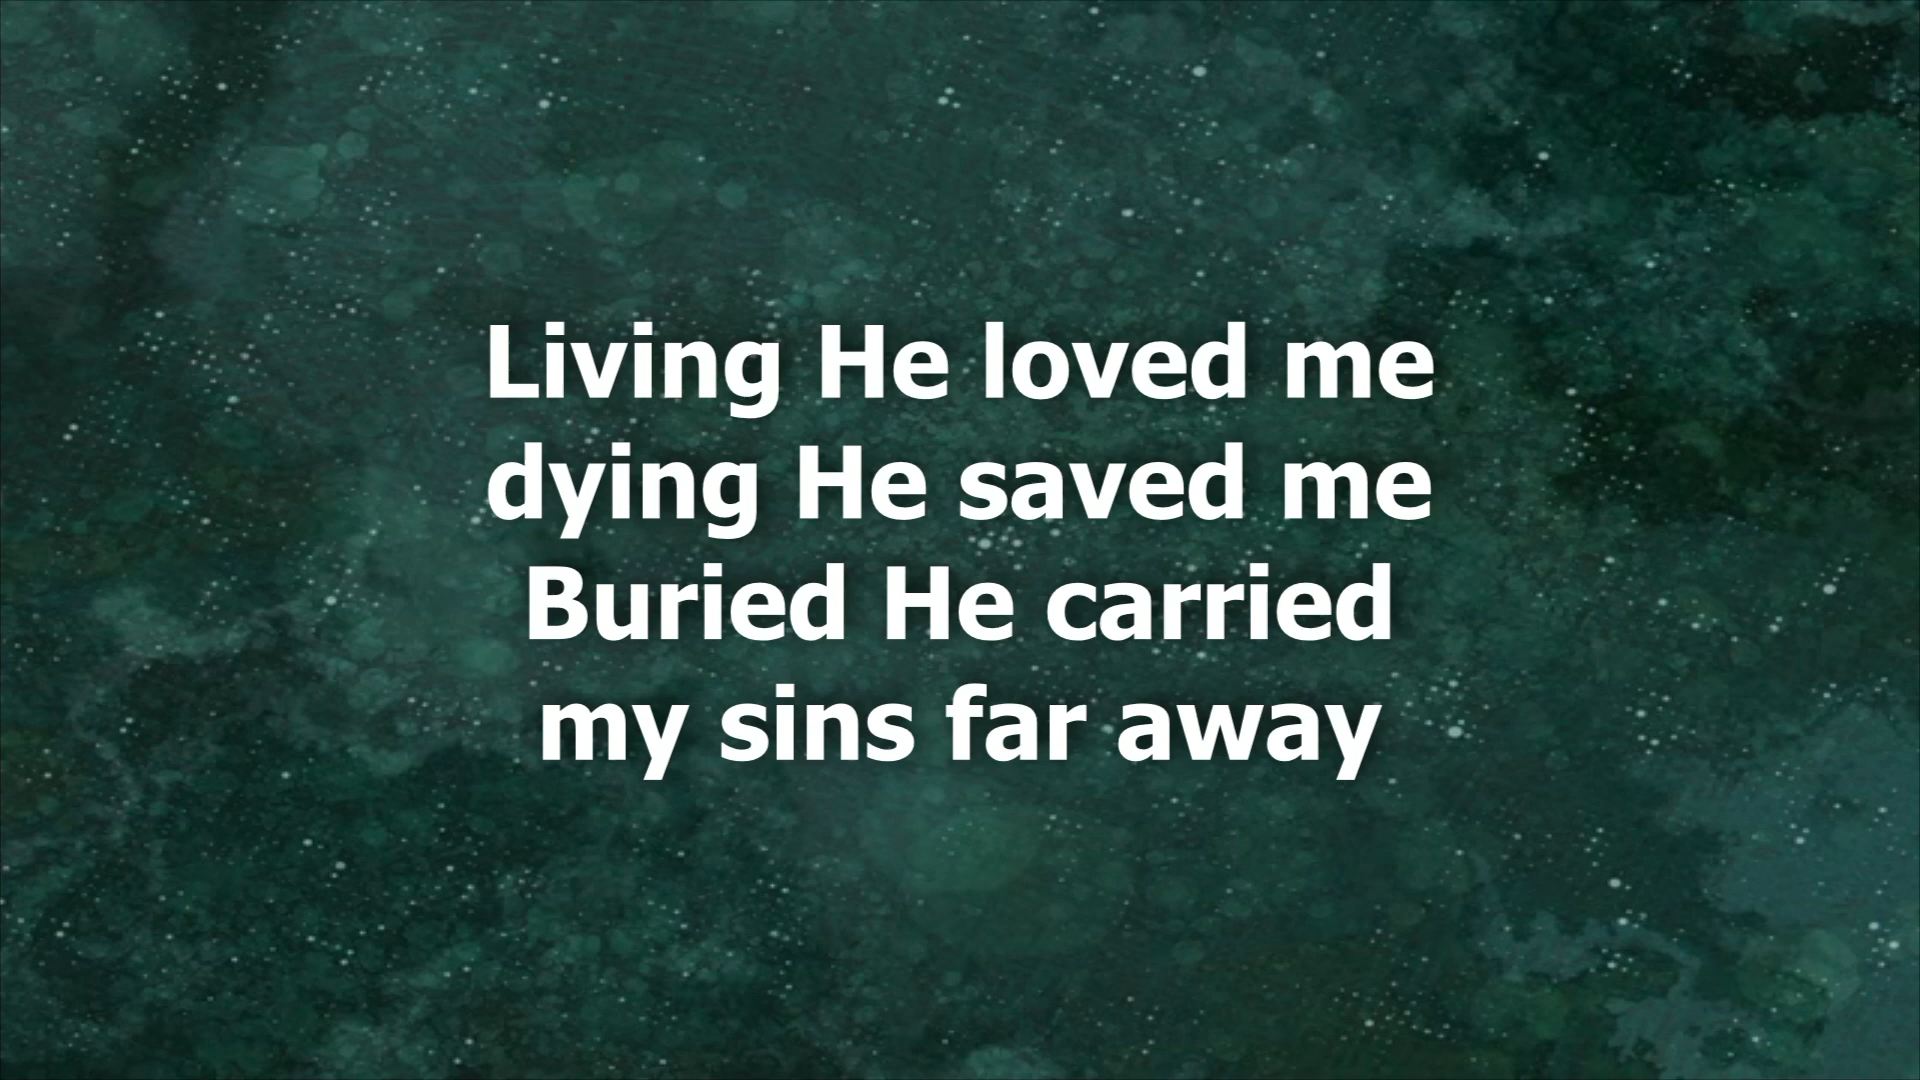 Living He loved me
dying He saved me
Buried He carried
my sins far away